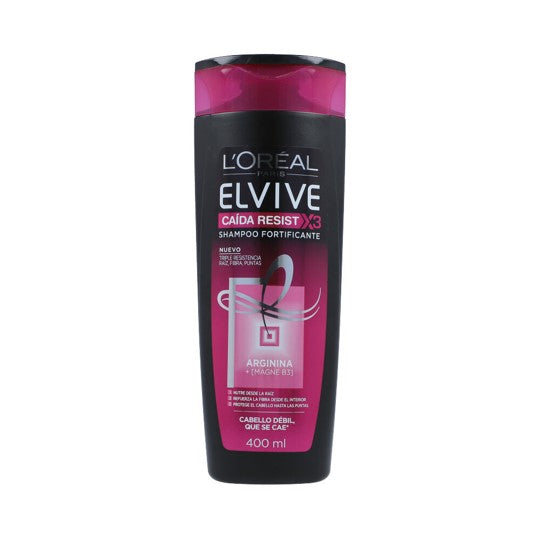 L'ORÉAL
PARIS
ELVIVE
CAÍDA RESIST X3
SHAMPOO FORTIFICANTE
NUEVO
TRIPLE RESISTENCIA
RAÍZ, FIBRA, PUNTAS
ARGININA
+ [MAGNE B3]
NUTRE DESDE LA RAÍZ
REFUERZA LA FIBRA DESDE EL INTERIOR
PROTEGE EL CABELLO HASTA LAS PUNTAS
CABELLO DÉBIL,
QUE SE CAE*
400 ml